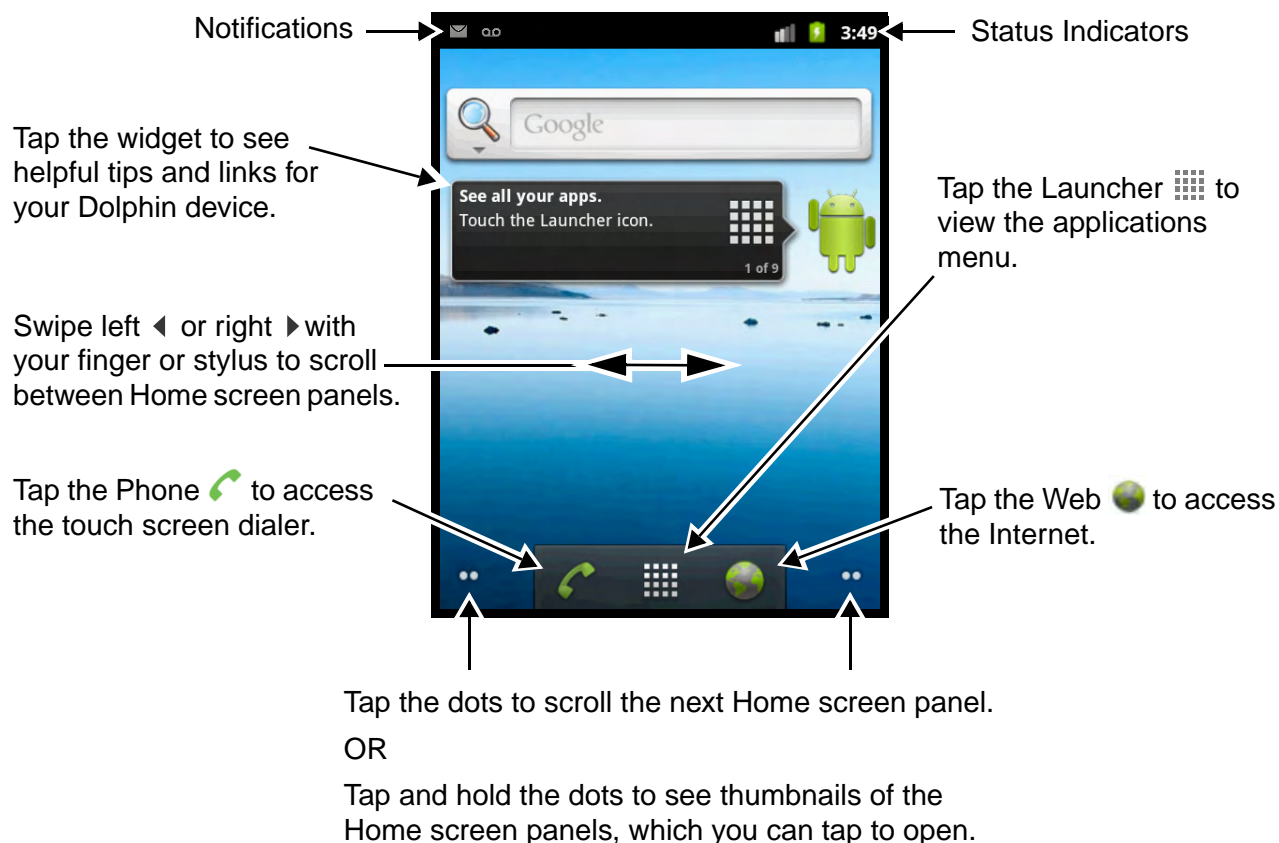 Notifications
Status Indicators
3:49
Google
Tap the widget to see
helpful tips and links for
your Dolphin device.
See all your apps.
Touch the Launcher icon.
1 of 9
Tap the Launcher to
view the applications
menu.
Swipe left or right with
your finger or stylus to scroll
between Home screen panels.
Tap the Phone to access
the touch screen dialer.
Tap the Web to access
the Internet.
Tap the dots to scroll the next Home screen panel.
OR
Tap and hold the dots to see thumbnails of the
Home screen panels, which you can tap to open.